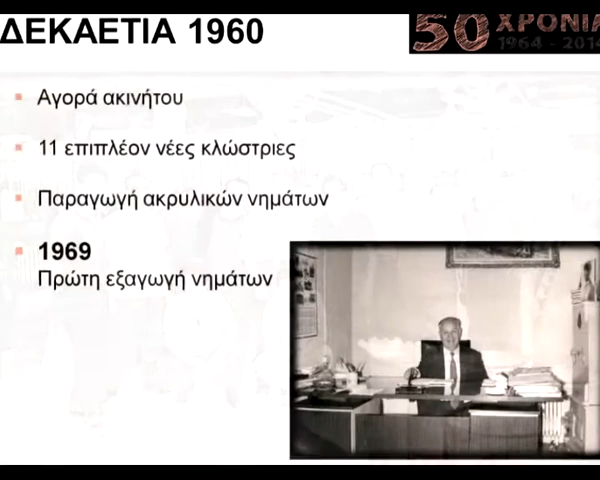 ΔΕΚΑΕΤΙΑ 1960
50 ΧΡΟΝΙΑ
1964 - 2014
Αγορά ακινήτου
11 επιπλέον νέες κλώστριες
Παραγωγή ακρυλικών νημάτων
1969
Πρώτη εξαγωγή νημάτων